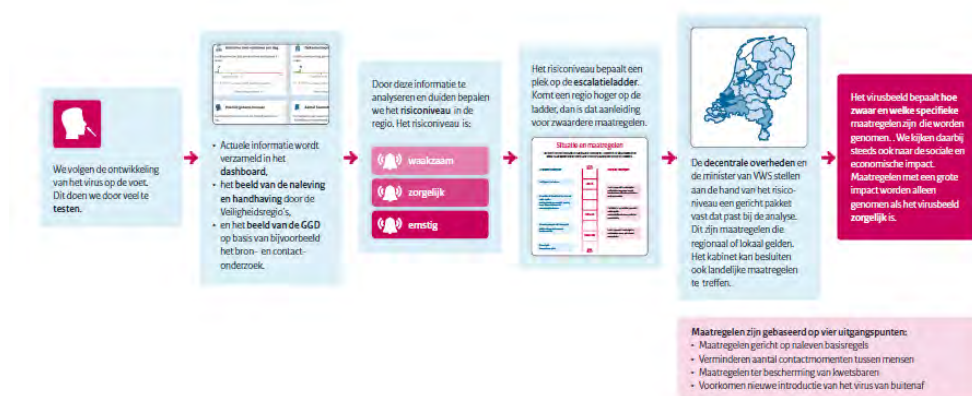 We volgen de ontwikkeling
van het virus op de voet.
Dit doen we door veel te
testen.
• Actuele informatie wordt
verzameld in het
dashboard,
• het beeld van de naleving
en handhaving door de
Veiligheidsregio's,
• en het beeld van de GGD
op basis van bijvoorbeeld
het bron- en contact-
onderzoek.
Door deze informatie te
analyseren en duiden bepalen
we het risiconiveau in de
regio. Het risiconiveau is:
waakzaam
zorgelijk
ernstig
Het risiconiveau bepaalt een
plek op de escalatieladder.
Komt een regio hoger op de
ladder, dan is dat aanleiding
voor zwaardere maatregelen.
Situatie en maatregelen
De decentrale overheden en
de minister van VWS stellen
aan de hand van het risico-
niveau een gericht pakket
vast dat past bij de analyse.
Dit zijn maatregelen die
regionaal of lokaal gelden.
Het kabinet kan besluiten
ook landelijke maatregelen
te treffen.
Het virusbeeld bepaalt hoe
zwaar en welke specifieke
maatregelen zijn die worden
genomen. . We kijken daarbij
steeds ook naar de sociale en
economische impact.
Maatregelen met een grote
impact worden alleen
genomen als het virusbeeld
zorgelijk is.
Maatregelen zijn gebaseerd op vier uitgangspunten:
• Maatregelen gericht op naleven basisregels
• Verminderen aantal contactmomenten tussen mensen
• Maatregelen ter bescherming van kwetsbaren
• Voorkomen nieuwe introductie van het virus van buitenaf